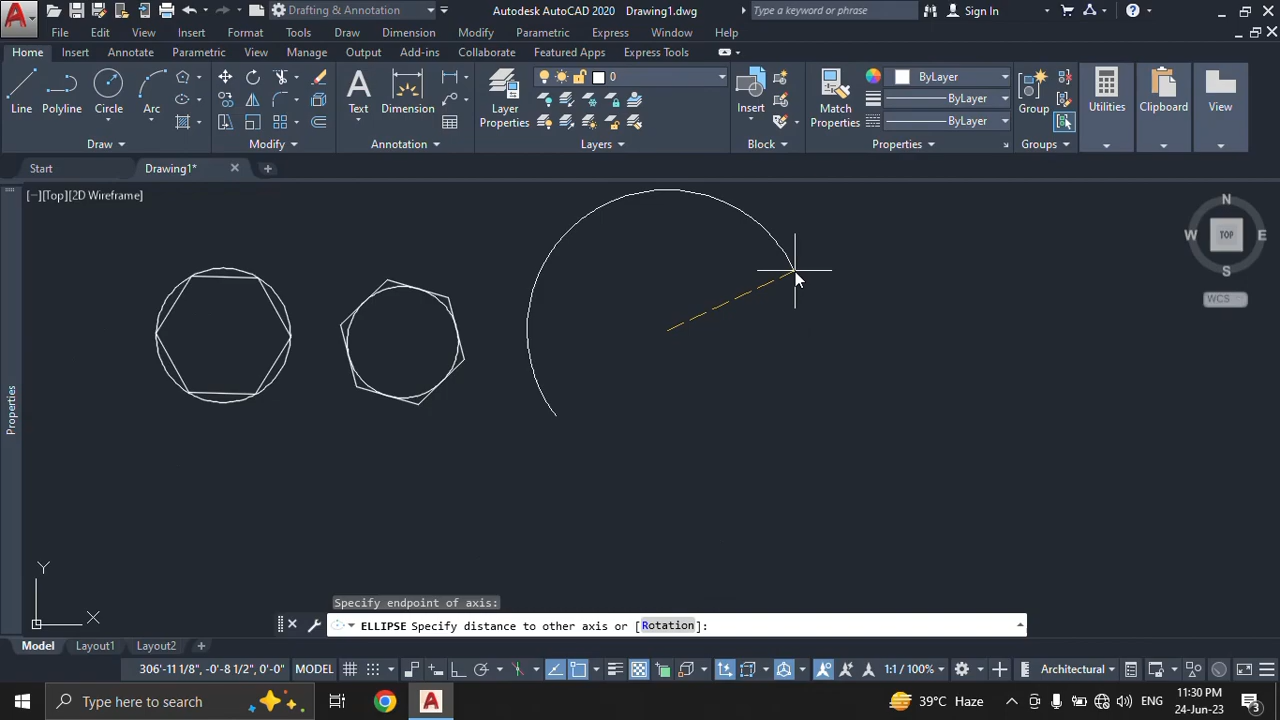 Drafting & Annotation
Autodesk AutoCAD 2020 Drawing1.dwg
Type a keyword or phrase
Sign In
File Edit View Insert Format Tools Draw Dimension Modify Parametric Express Window Help
Home Insert Annotate Parametric View Manage Output Add-ins Collaborate Featured Apps Express Tools
0
ByLayer
ByLayer
ByLayer
Line Polyline Circle Arc
Text Dimension
Layer
Properties
Insert
Match
Properties
Group
Utilities
Clipboard
View
Draw
Modify
Annotation
Layers
Block
Properties
Groups
Start
Drawing1*
[−][Top][2D Wireframe]
N
W TOP E
S
WCS
Properties
Y
X
Specify endpoint of axis:
ELLIPSE Specify distance to other axis or [Rotation]:
Model Layout1 Layout2 +
306'-11 1/8", -0'-8 1/2", 0'-0"
MODEL
1:1 / 100%
Architectural
Type here to search
39°C Haze
ENG
11:30 PM
24-Jun-23
3